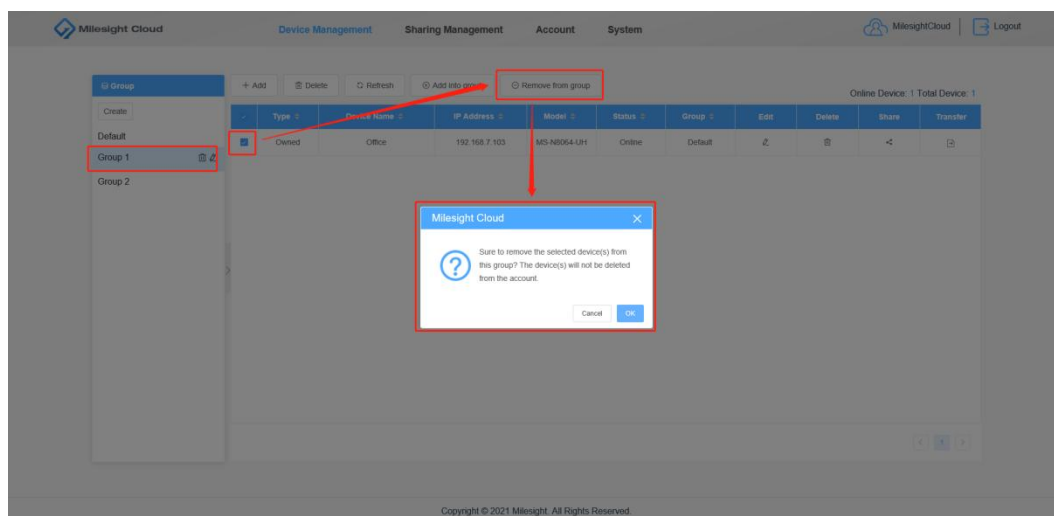 Milesight Cloud
Device Management Sharing Management Account System
MilesightCloud Logout
Group
+ Add Delete Refresh Add into group Remove from group
Online Device: 1 Total Device: 1
Create
Type Device Name IP Address Model Status Group Edit Delete Share Transfer
Default
Owned Office 192.168.7.103 MS-N8064-UH Online Default
Group 1
Group 2
Milesight Cloud
Sure to remove the selected device(s) from
this group? The device(s) will not be deleted
from the account.
Cancel OK
1
Copyright © 2021 Milesight. All Rights Reserved.